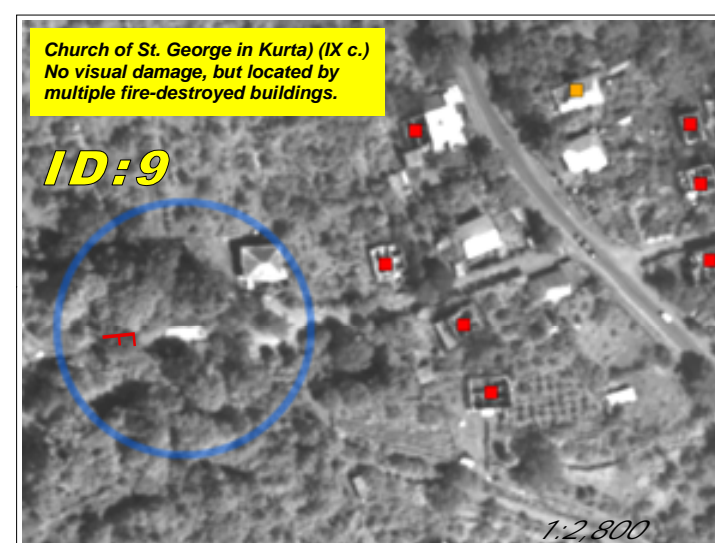 Church of St. George in Kurta) (IX c.)
No visual damage, but located by
multiple fire-destroyed buildings.
ID:9
1:2,800